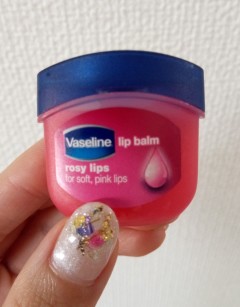 Vaseline lip balm
rosy lips
for soft, pink lips